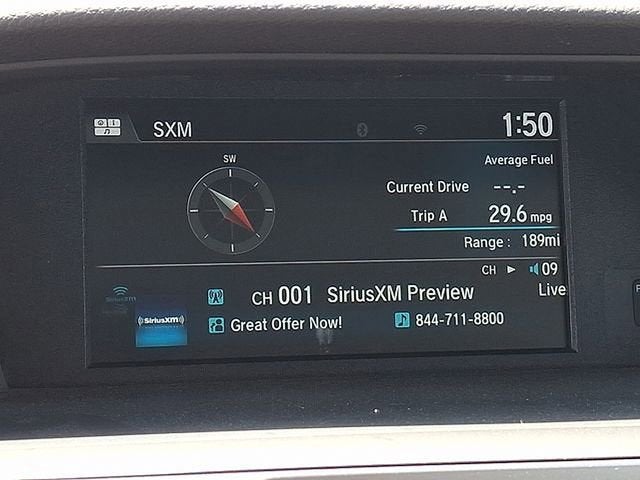 SXM
1:50
SW
Average Fuel
Current Drive --.-
Trip A 29.6 mpg
Range : 189mi
CH 09
CH 001 SiriusXM Preview Live
SiriusXM
(SiriusXM)
Great Offer Now! 844-711-8800